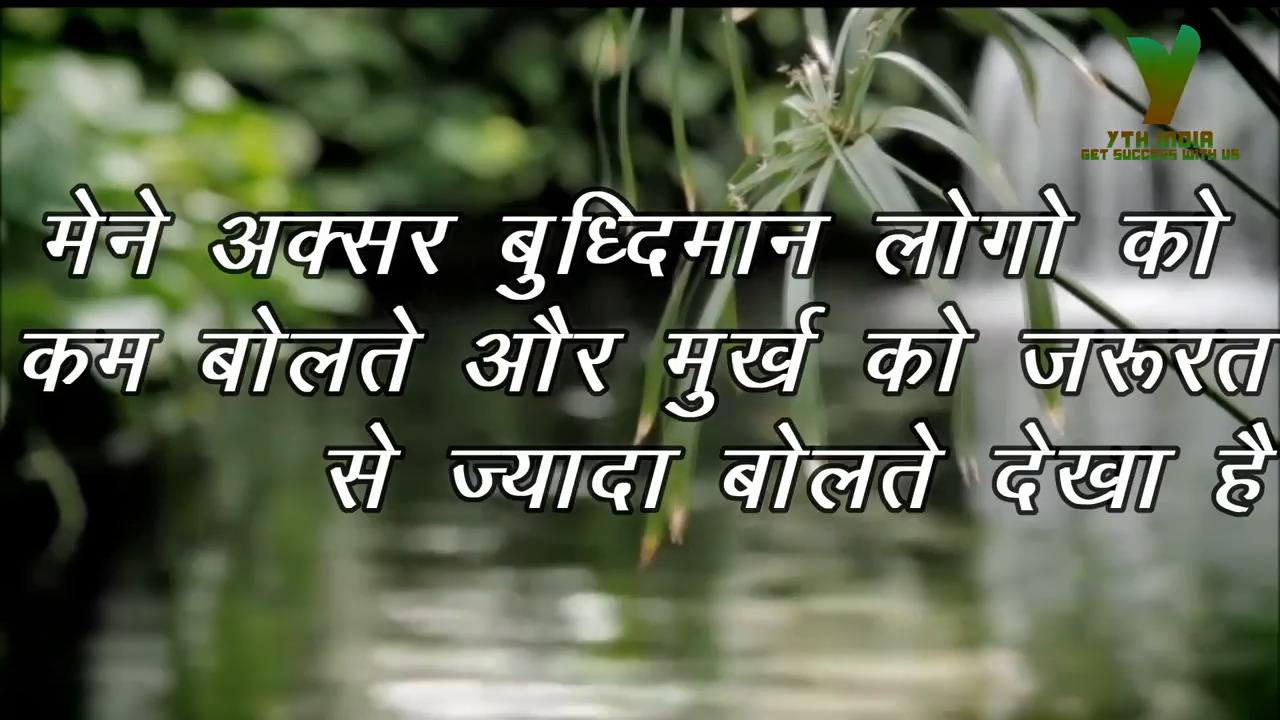 YTH INDIA
GET SUCCESS WITH US
मेने अक्सर बुध्दिमान लोगो को
कम बोलते और मुर्ख को जरूरत
से ज्यादा बोलते देखा है